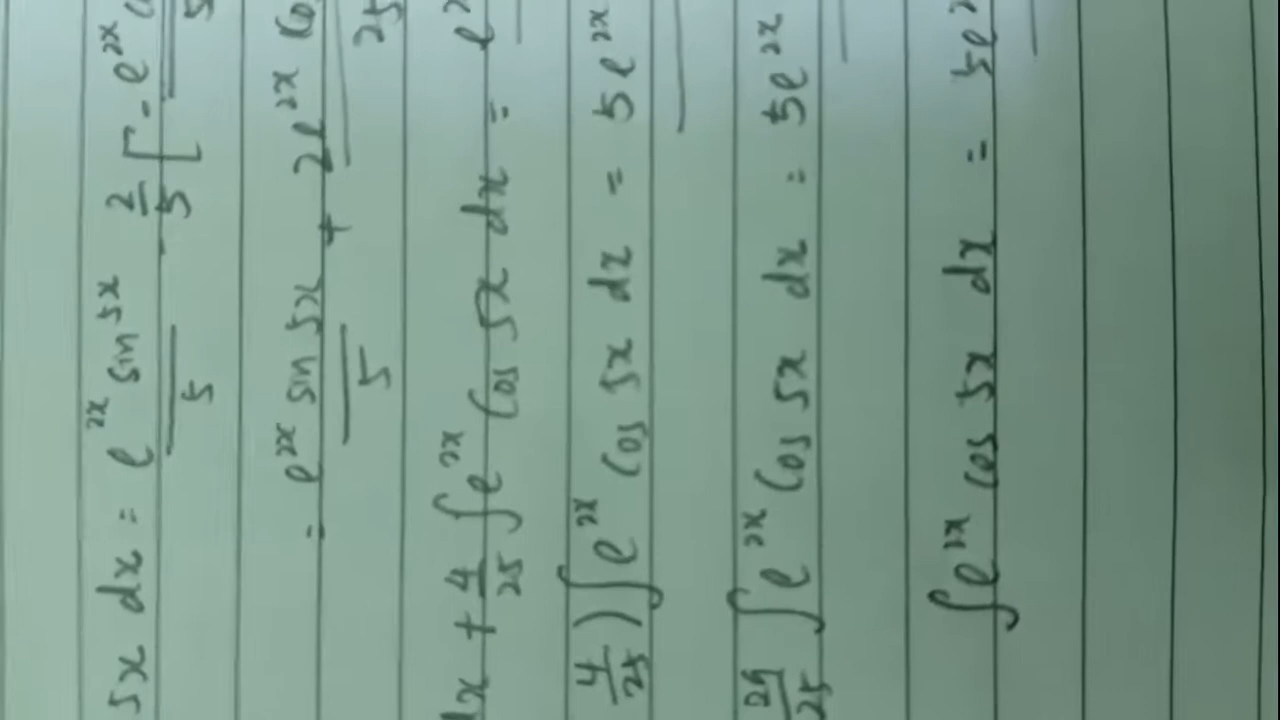 5x dx = e^{2x} sin 5x / 5 - 2/5 [ - e^{2x}
= e^{2x} sin 5x / 5 + 2e^{2x} / 25
dx + 4/25 ∫ e^{2x} cos 5x dx =
4/25 ) ∫ e^{2x} cos 5x dx = 5e^{2x}
29/25 ∫ e^{2x} cos 5x dx = 5e^{2x}
∫ e^{2x} cos 5x dx =